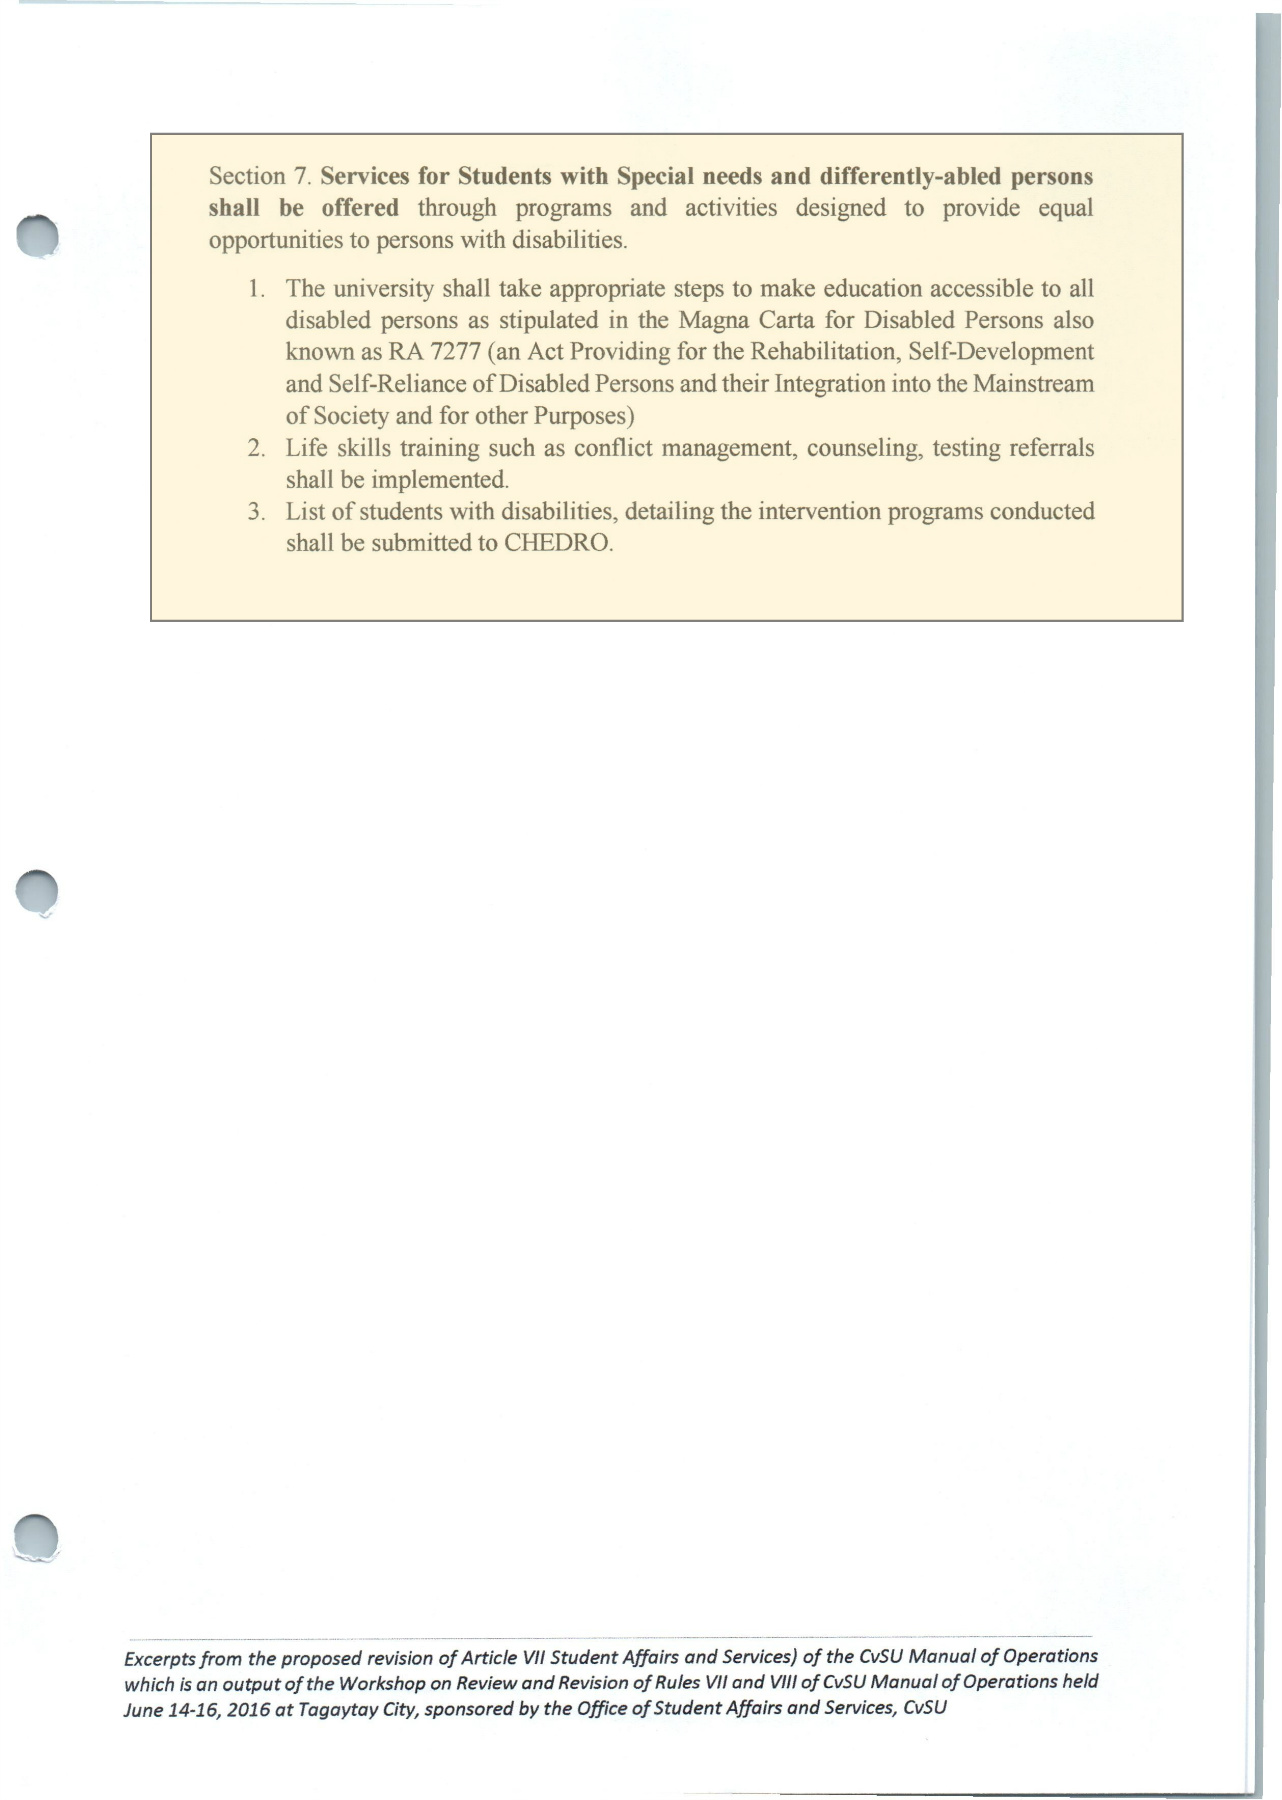 Section 7. Services for Students with Special needs and differently-abled persons
shall be offered through programs and activities designed to provide equal
opportunities to persons with disabilities.
1. The university shall take appropriate steps to make education accessible to all
disabled persons as stipulated in the Magna Carta for Disabled Persons also
known as RA 7277 (an Act Providing for the Rehabilitation, Self-Development
and Self-Reliance of Disabled Persons and their Integration into the Mainstream
of Society and for other Purposes)
2. Life skills training such as conflict management, counseling, testing referrals
shall be implemented.
3. List of students with disabilities, detailing the intervention programs conducted
shall be submitted to CHEDRO.
Excerpts from the proposed revision of Article VII Student Affairs and Services) of the CvSU Manual of Operations
which is an output of the Workshop on Review and Revision of Rules VII and VIII of CvSU Manual of Operations held
June 14-16, 2016 at Tagaytay City, sponsored by the Office of Student Affairs and Services, CvSU